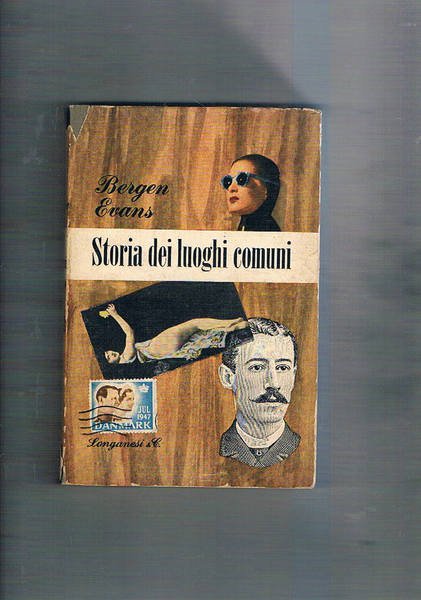 Bergen
Evans
Storia dei luoghi comuni
JUL
1947
DANMARK
Longanesi & C.